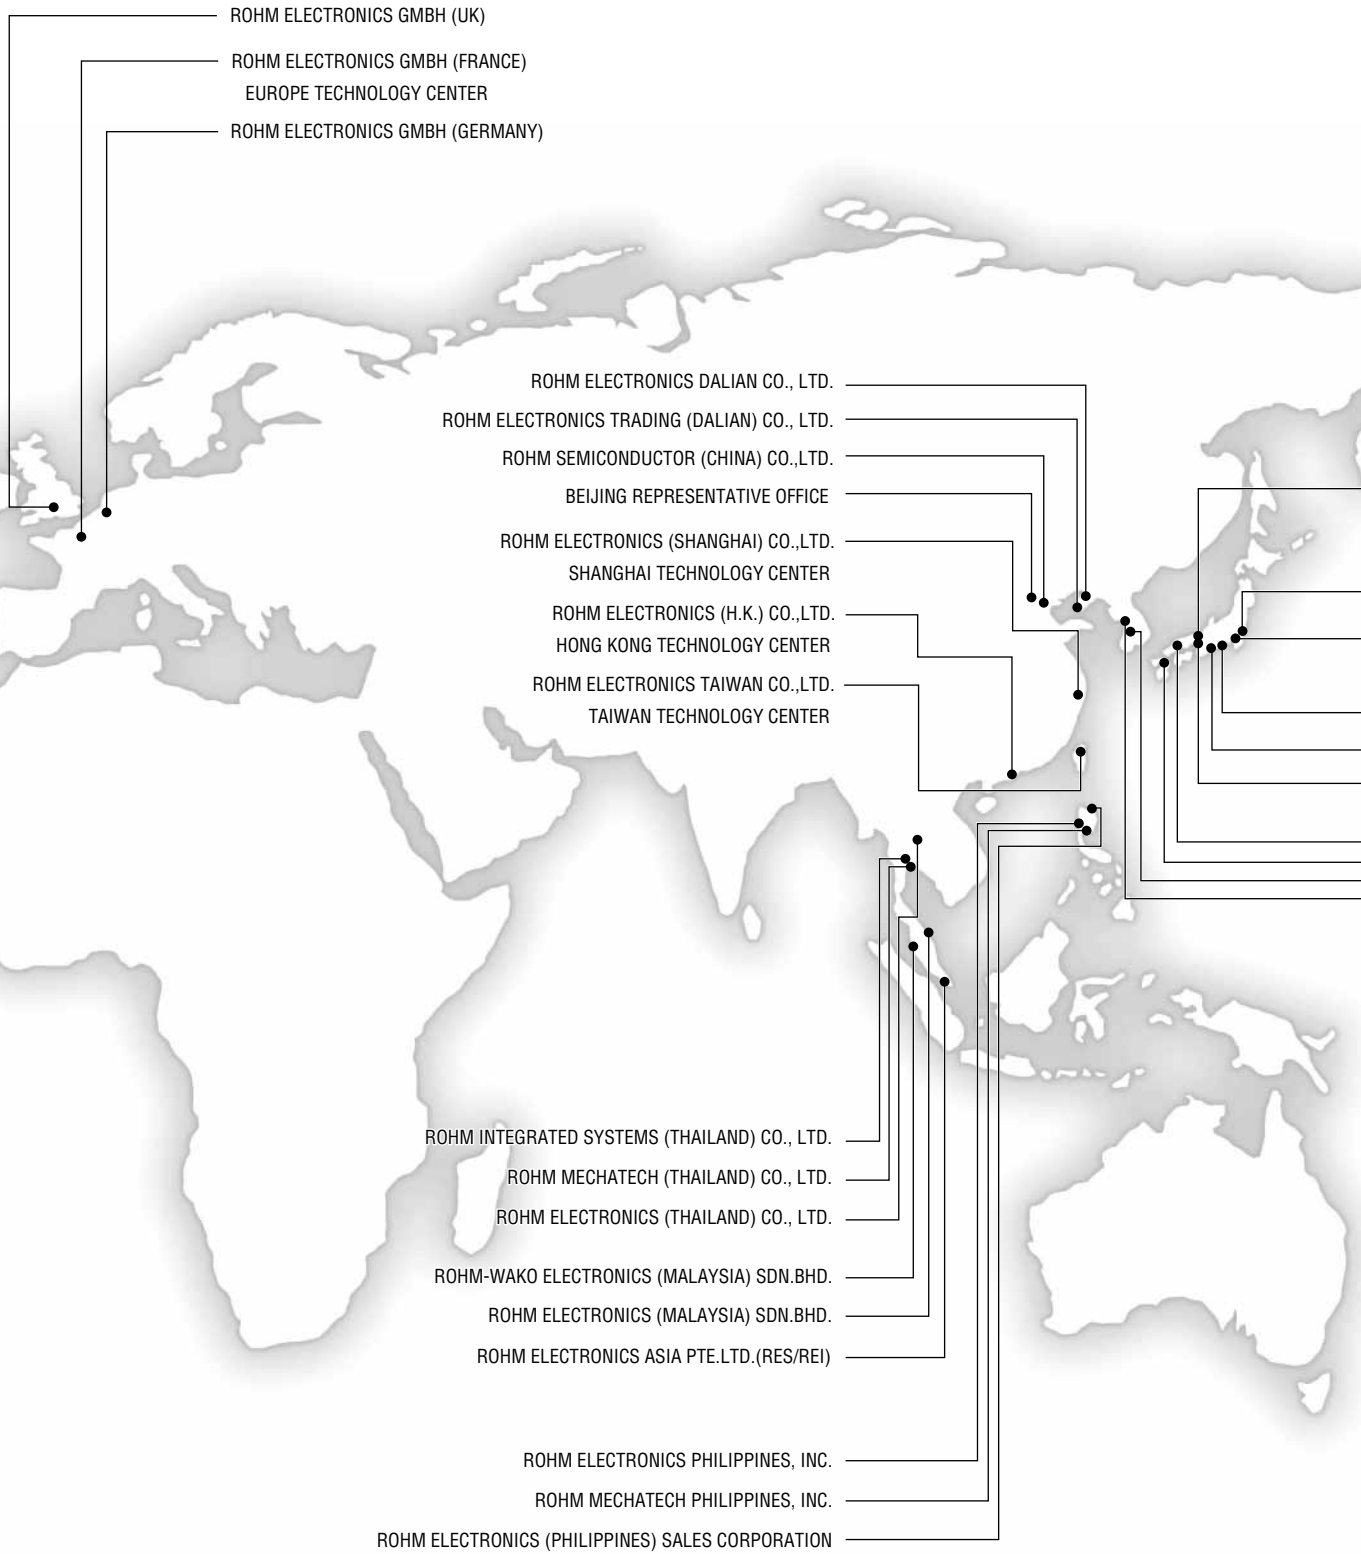 ROHM ELECTRONICS GMBH (UK)
ROHM ELECTRONICS GMBH (FRANCE)
EUROPE TECHNOLOGY CENTER
ROHM ELECTRONICS GMBH (GERMANY)
ROHM ELECTRONICS DALIAN CO., LTD.
ROHM ELECTRONICS TRADING (DALIAN) CO., LTD.
ROHM SEMICONDUCTOR (CHINA) CO.,LTD.
BEIJING REPRESENTATIVE OFFICE
ROHM ELECTRONICS (SHANGHAI) CO.,LTD.
SHANGHAI TECHNOLOGY CENTER
ROHM ELECTRONICS (H.K.) CO.,LTD.
HONG KONG TECHNOLOGY CENTER
ROHM ELECTRONICS TAIWAN CO.,LTD.
TAIWAN TECHNOLOGY CENTER
ROHM INTEGRATED SYSTEMS (THAILAND) CO., LTD.
ROHM MECHATECH (THAILAND) CO., LTD.
ROHM ELECTRONICS (THAILAND) CO., LTD.
ROHM-WAKO ELECTRONICS (MALAYSIA) SDN.BHD.
ROHM ELECTRONICS (MALAYSIA) SDN.BHD.
ROHM ELECTRONICS ASIA PTE.LTD.(RES/REI)
ROHM ELECTRONICS PHILIPPINES, INC.
ROHM MECHATECH PHILIPPINES, INC.
ROHM ELECTRONICS (PHILIPPINES) SALES CORPORATION